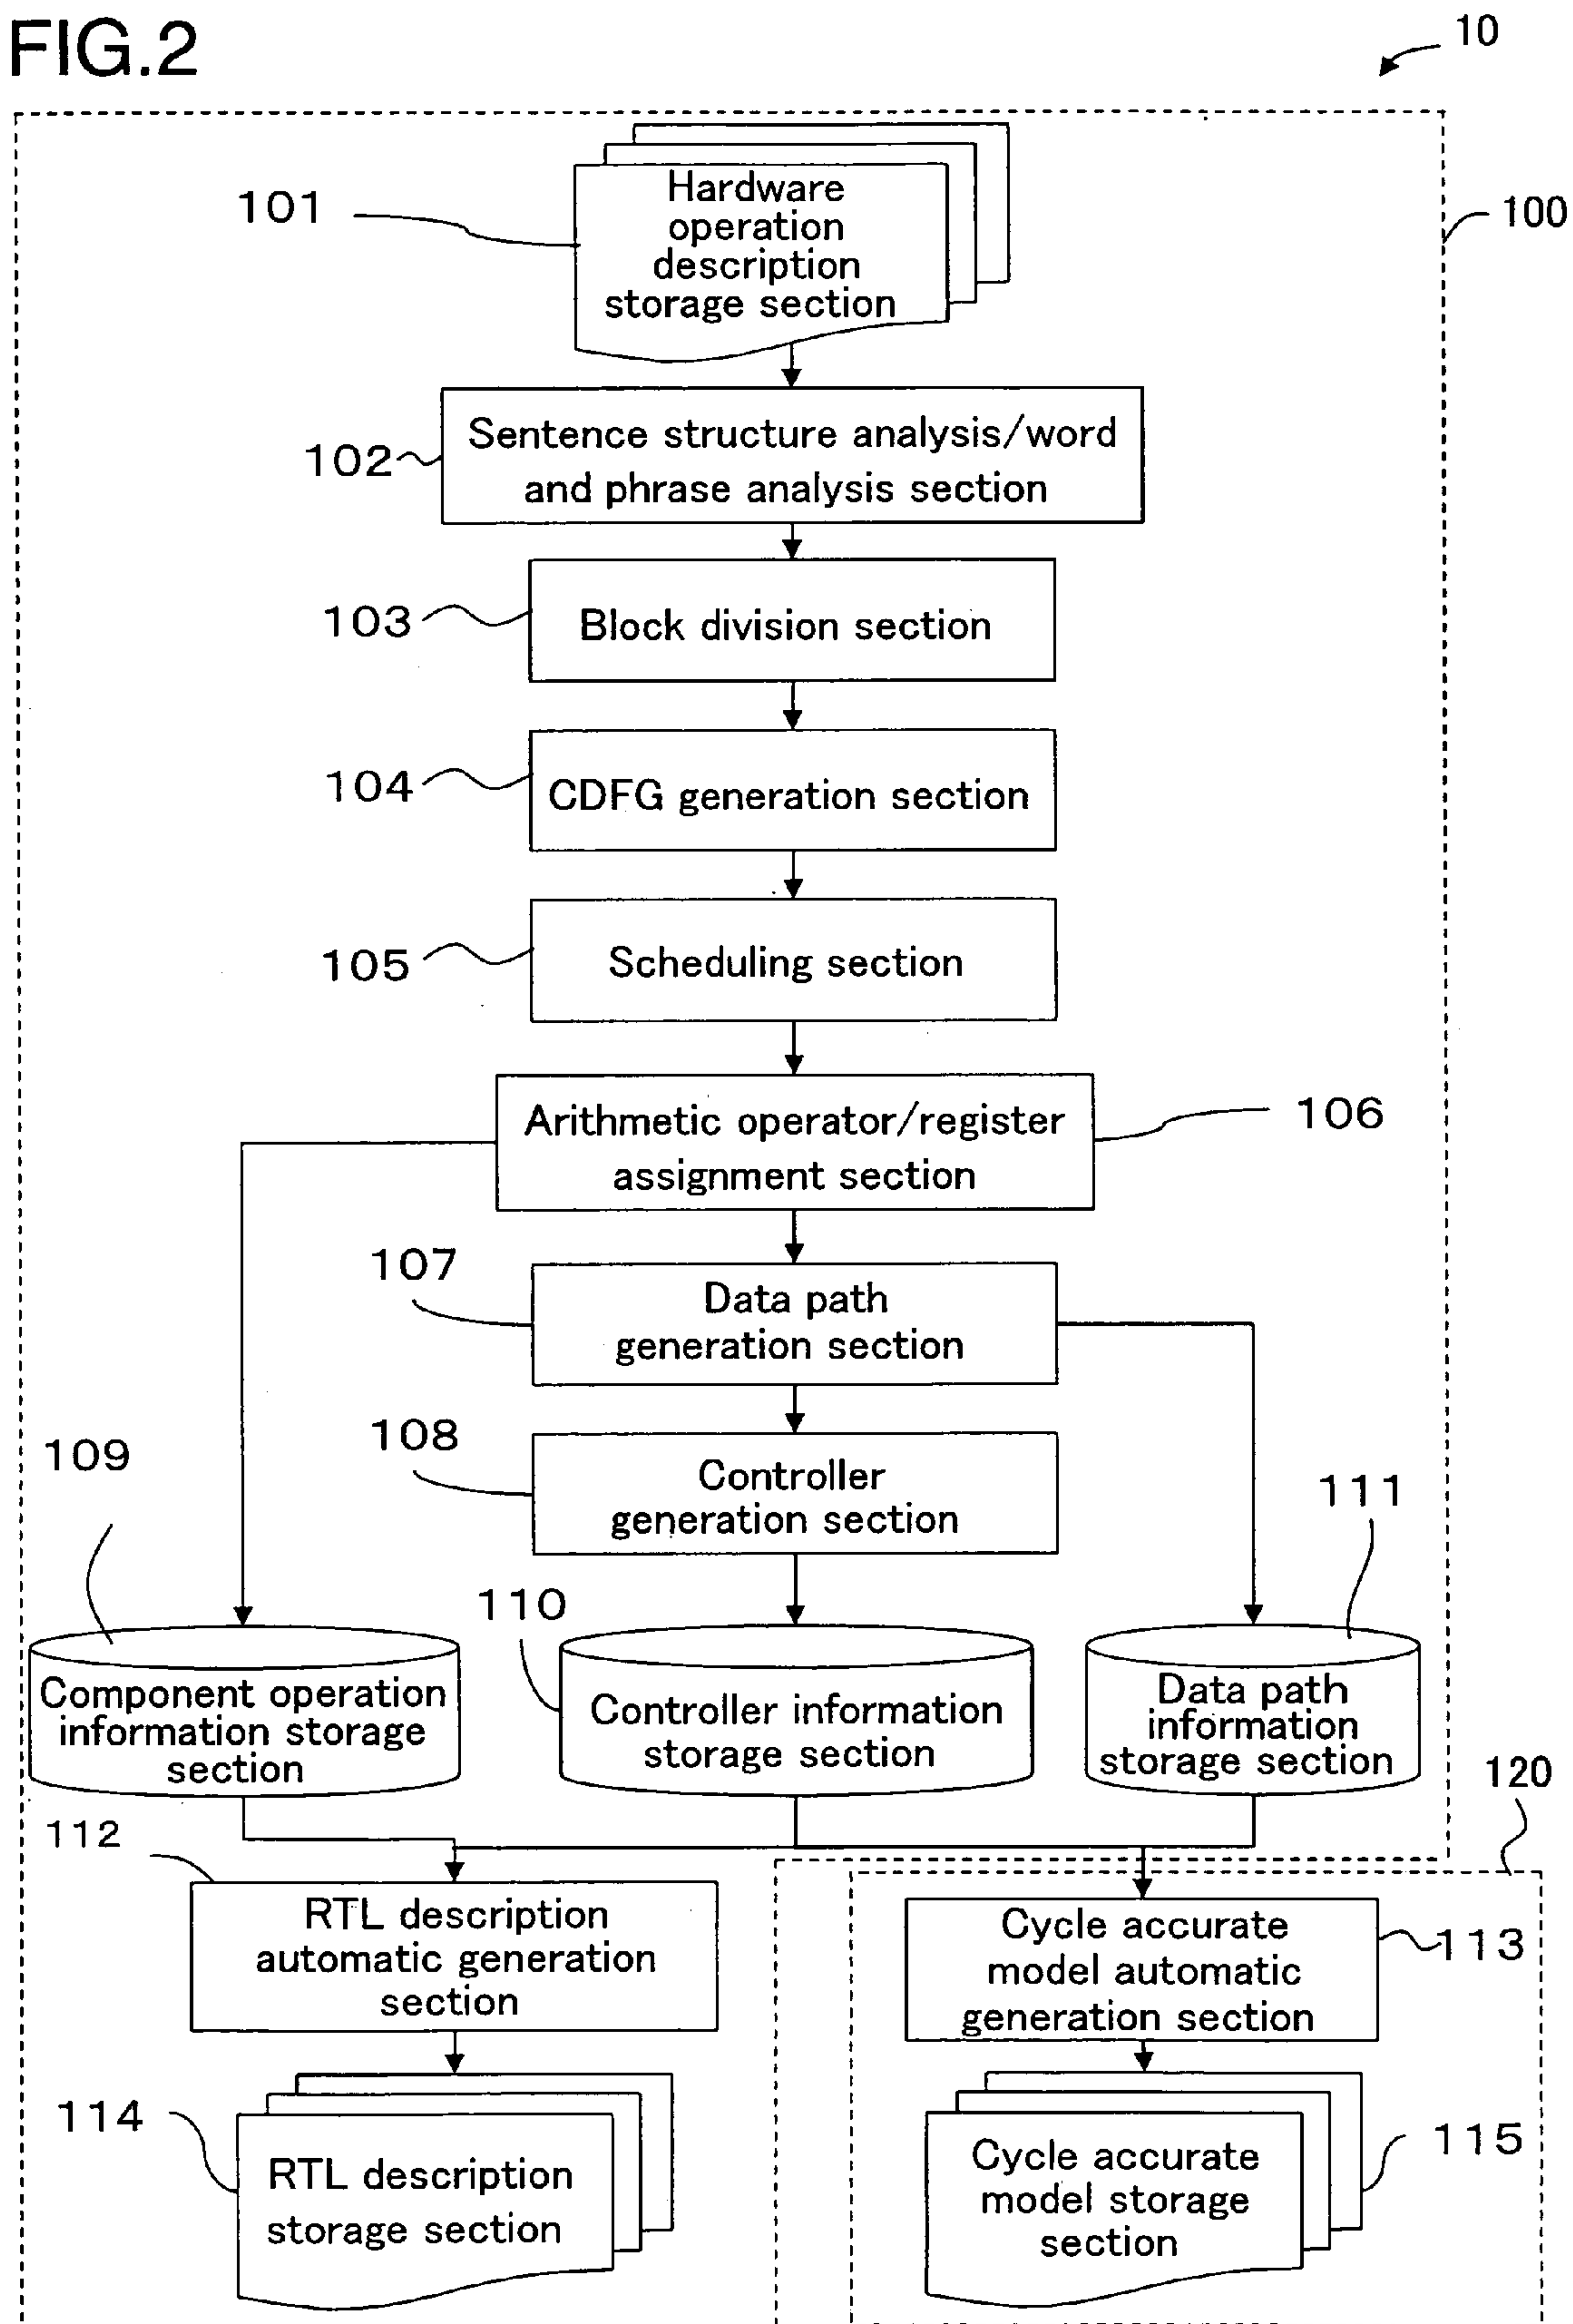 FIG.2
10
100
101
Hardware
operation
description
storage section
102
Sentence structure analysis/word
and phrase analysis section
103
Block division section
104
CDFG generation section
105
Scheduling section
106
Arithmetic operator/register
assignment section
107
Data path
generation section
108
Controller
generation section
109
110
111
Component operation
information storage
section
Controller information
storage section
Data path
information
storage section
120
112
RTL description
automatic generation
section
113
Cycle accurate
model automatic
generation section
114
RTL description
storage section
115
Cycle accurate
model storage
section